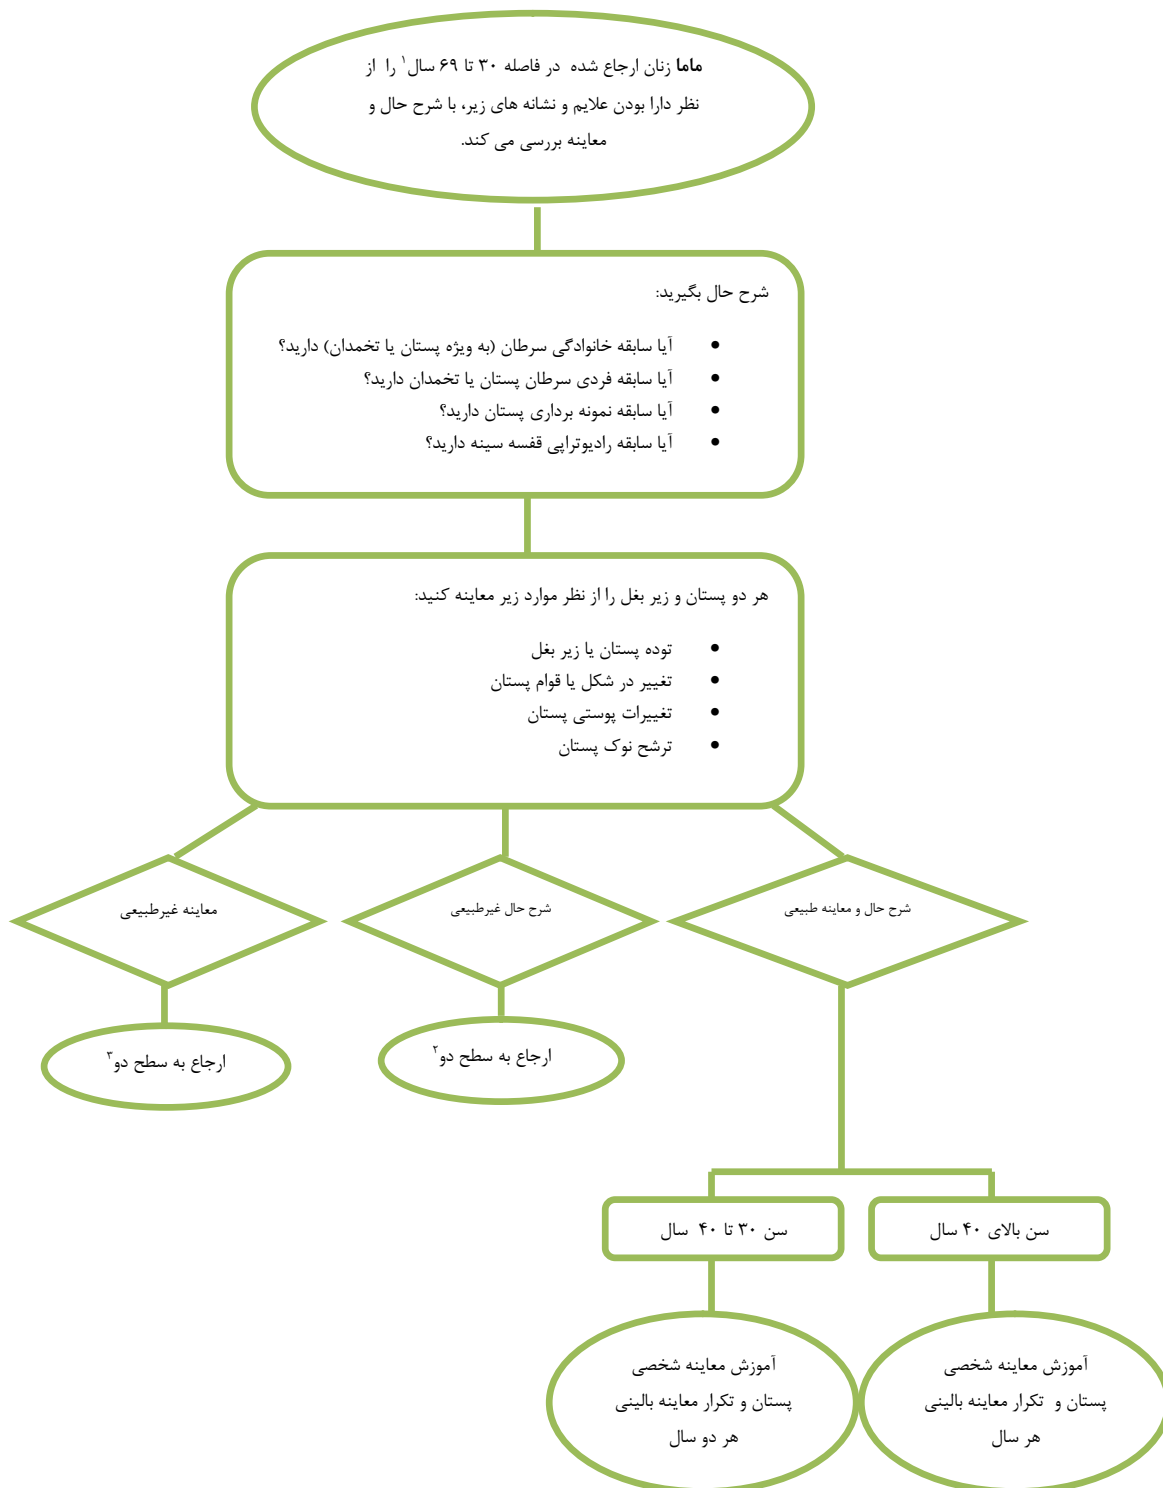 ماما زنان ارجاع شده در فاصله ۳۰ تا ۶۹ سال۱ را از
نظر دارا بودن علایم و نشانه های زیر، با شرح حال و
معاینه بررسی می کند.
شرح حال بگیرید:
• آیا سابقه خانوادگی سرطان (به ویژه پستان یا تخمدان) دارید؟
• آیا سابقه فردی سرطان پستان یا تخمدان دارید؟
• آیا سابقه نمونه برداری پستان دارید؟
• آیا سابقه رادیوتراپی قفسه سینه دارید؟
هر دو پستان و زیر بغل را از نظر موارد زیر معاینه کنید:
• توده پستان یا زیر بغل
• تغییر در شکل یا قوام پستان
• تغییرات پوستی پستان
• ترشح نوک پستان
شرح حال و معاینه طبیعی
شرح حال غیرطبیعی
معاینه غیرطبیعی
ارجاع به سطح دو۲
ارجاع به سطح دو۳
سن بالای ۴۰ سال
سن ۳۰ تا ۴۰ سال
آموزش معاینه شخصی
پستان و تکرار معاینه بالینی
هر سال
آموزش معاینه شخصی
پستان و تکرار معاینه بالینی
هر دو سال